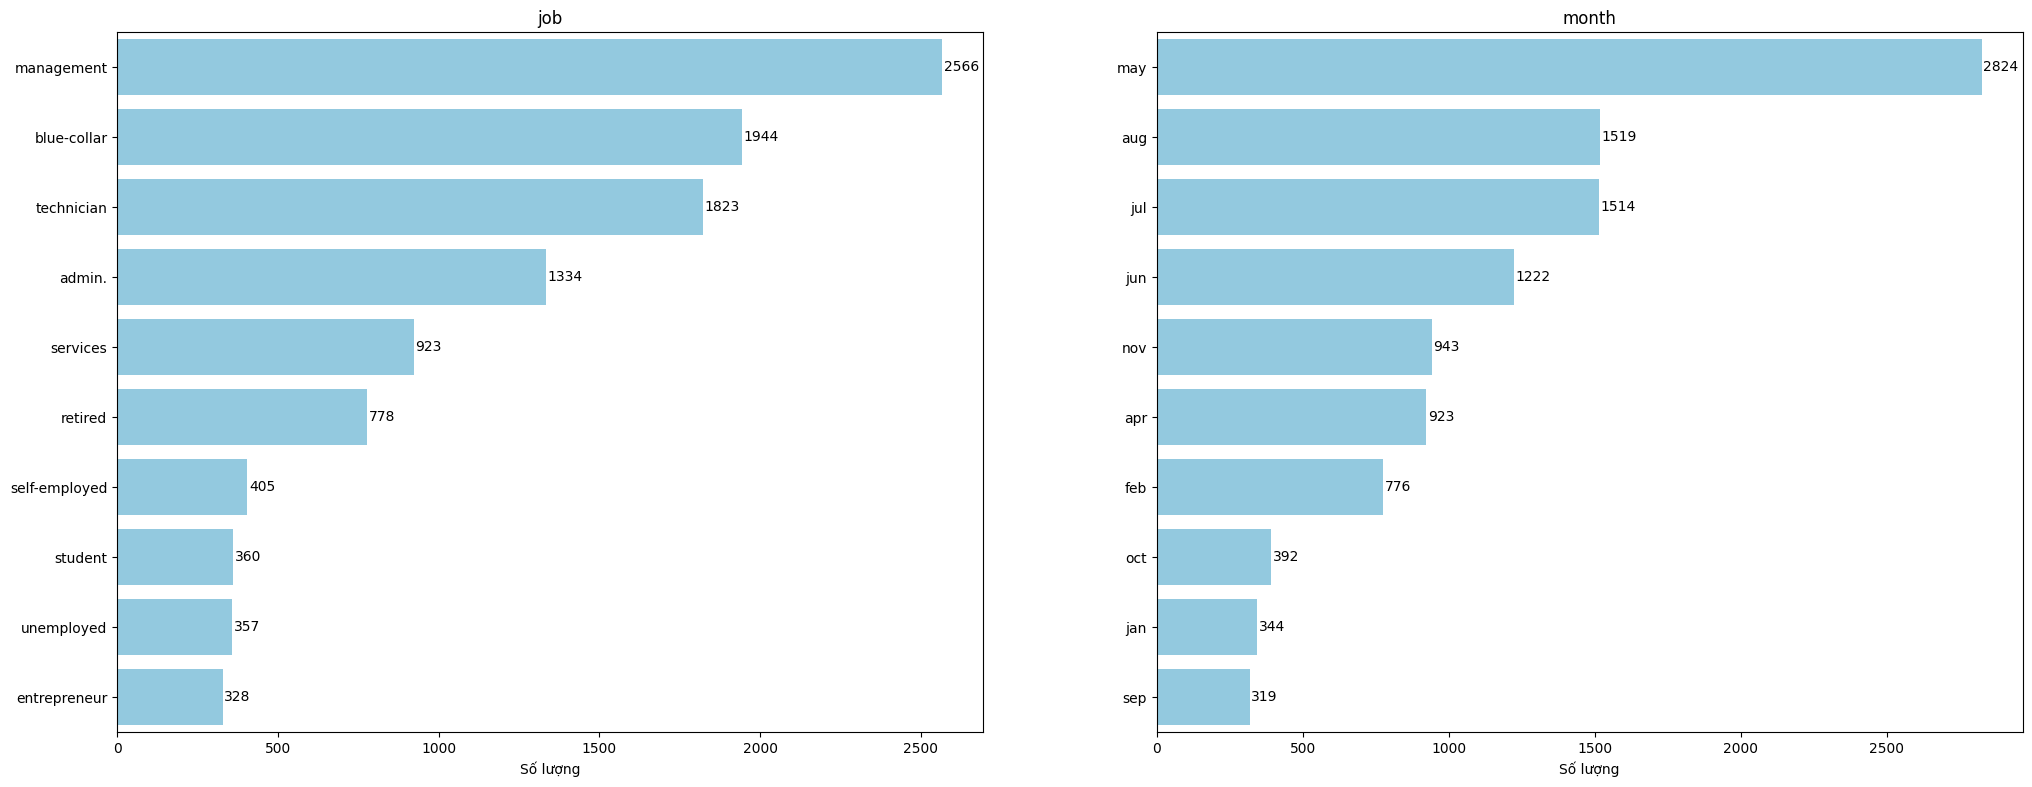 job
management 2566
blue-collar 1944
technician 1823
admin. 1334
services 923
retired 778
self-employed 405
student 360
unemployed 357
entrepreneur 328
0 500 1000 1500 2000 2500
Số lượng
month
may 2824
aug 1519
jul 1514
jun 1222
nov 943
apr 923
feb 776
oct 392
jan 344
sep 319
0 500 1000 1500 2000 2500
Số lượng